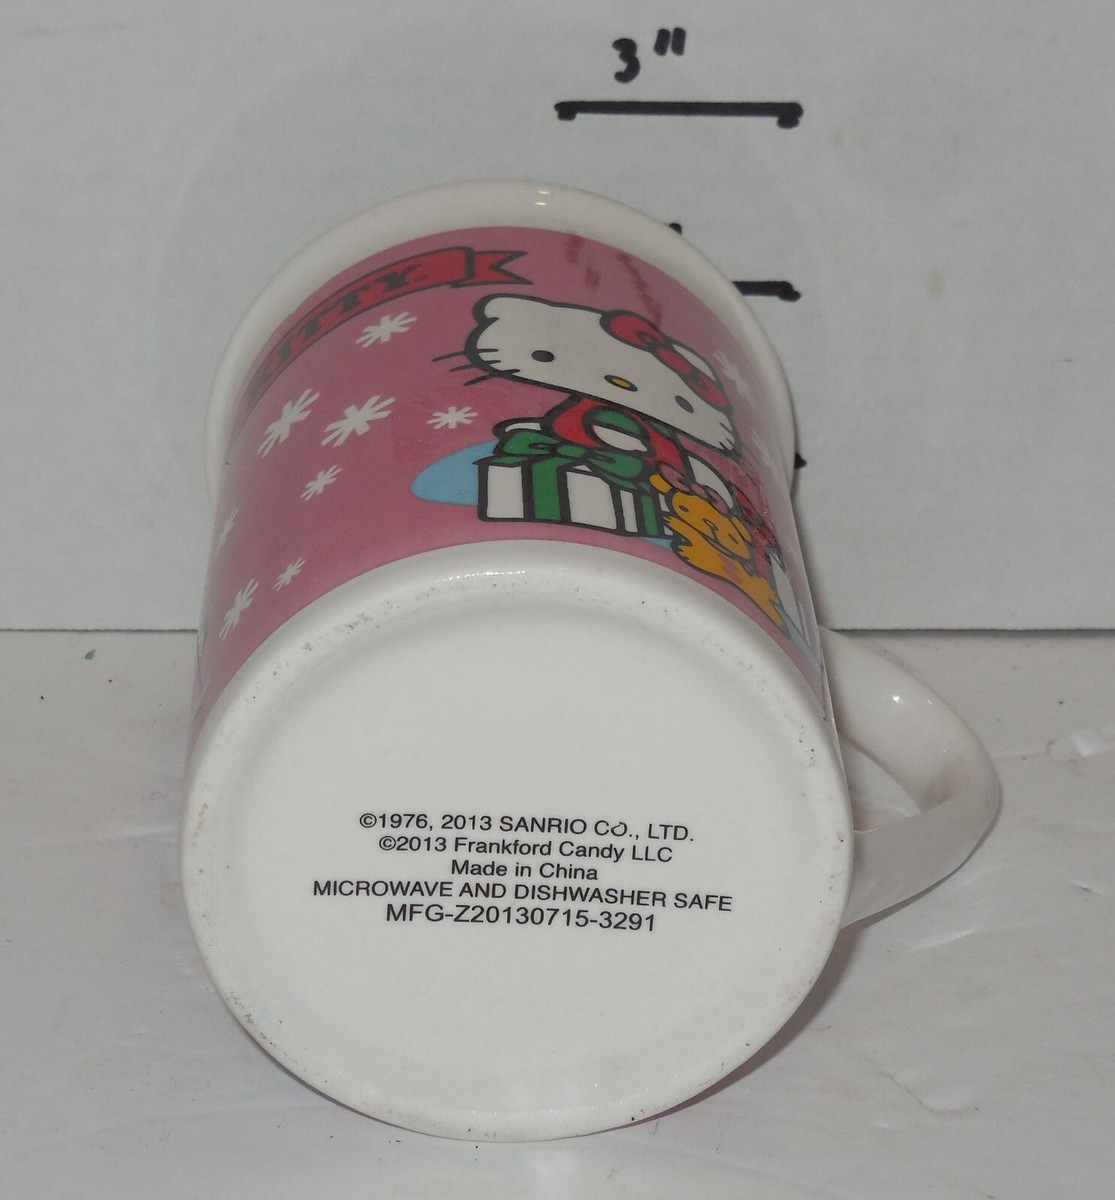 3"
KITTY
©1976, 2013 SANRIO CO., LTD.
©2013 Frankford Candy LLC
Made in China
MICROWAVE AND DISHWASHER SAFE
MFG-Z20130715-3291